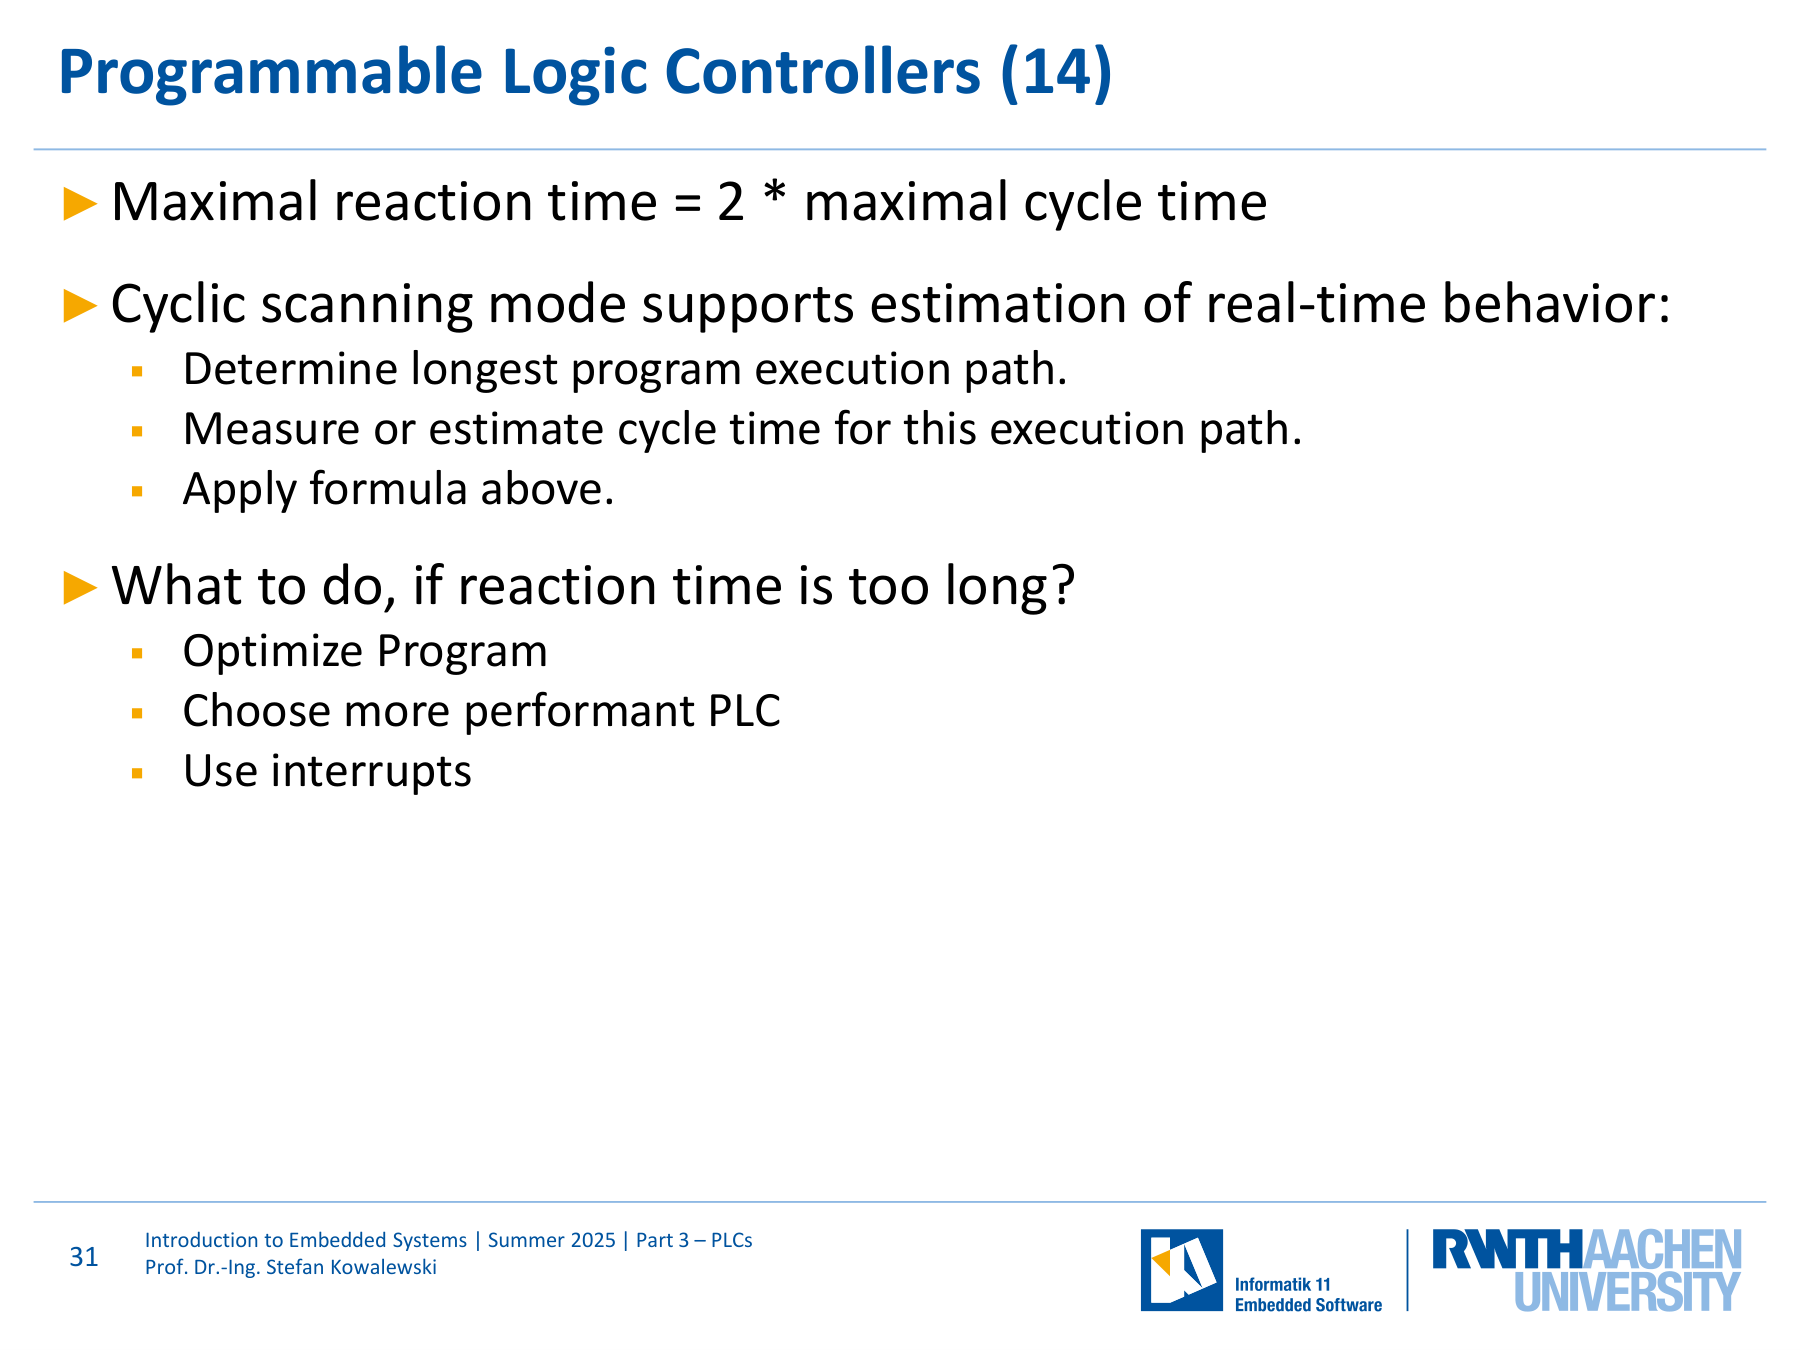 Programmable Logic Controllers (14)
► Maximal reaction time = 2 * maximal cycle time
► Cyclic scanning mode supports estimation of real-time behavior:
▪ Determine longest program execution path.
▪ Measure or estimate cycle time for this execution path.
▪ Apply formula above.
► What to do, if reaction time is too long?
▪ Optimize Program
▪ Choose more performant PLC
▪ Use interrupts
31
Introduction to Embedded Systems | Summer 2025 | Part 3 – PLCs
Prof. Dr.-Ing. Stefan Kowalewski
Informatik 11
Embedded Software
RWTHAACHEN
UNIVERSITY